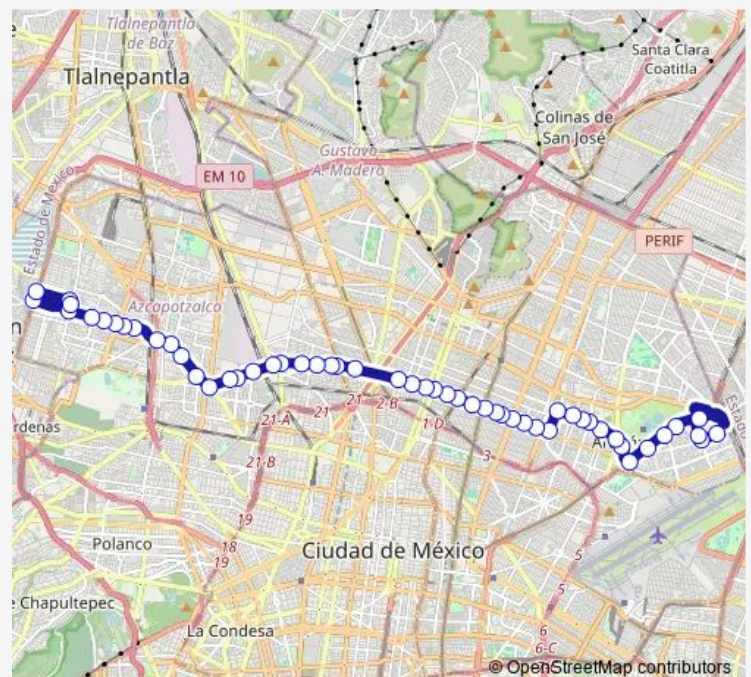 Tlalnepantla
de Baz
Santa Clara
Coatitla
Tlalnepantla
Colinas de
San José
Gustavo
A. Madero
EM 10
Estado de México
PERIF
Azcapotzalco
21-A
21
21
2-B
1-D
21-B
3
19
18
19
5
5
6
6-C
Polanco
Ciudad de México
Chapultepec
La Condesa
© OpenStreetMap contributors